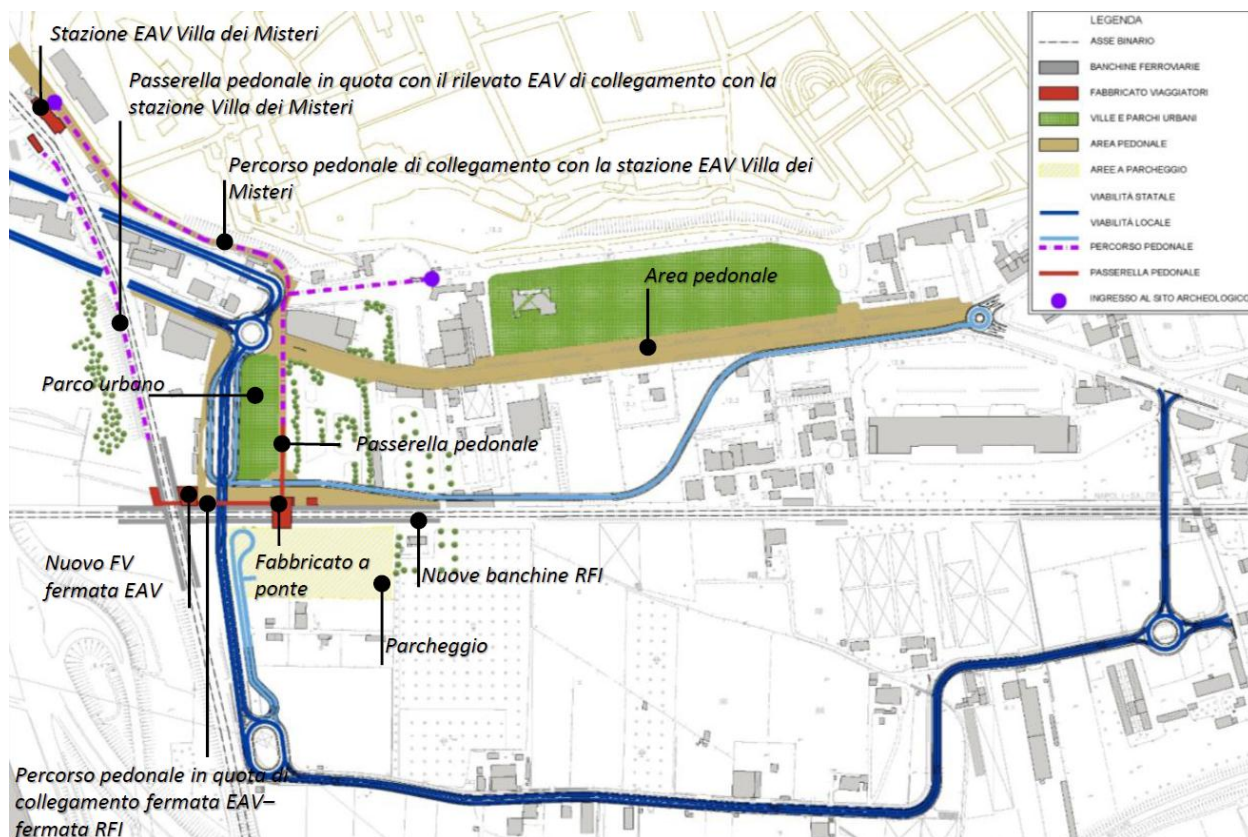 Stazione EAV Villa dei Misteri
Passerella pedonale in quota con il rilevato EAV di collegamento con la
stazione Villa dei Misteri
Percorso pedonale di collegamento con la stazione EAV Villa dei
Misteri
Area pedonale
Parco urbano
Passerella pedonale
Nuovo FV
fermata EAV
Fabbricato a
ponte
Nuove banchine RFI
Parcheggio
Percorso pedonale in quota di
collegamento fermata EAV–
fermata RFI
LEGENDA
ASSE BINARIO
BANCHINE FERROVIARIE
FABBRICATO VIAGGIATORI
VILLE E PARCHI URBANI
AREA PEDONALE
AREE A PARCHEGGIO
VIABILITÀ STATALE
VIABILITÀ LOCALE
PERCORSO PEDONALE
PASSERELLA PEDONALE
INGRESSO AL SITO ARCHEOLOGICO